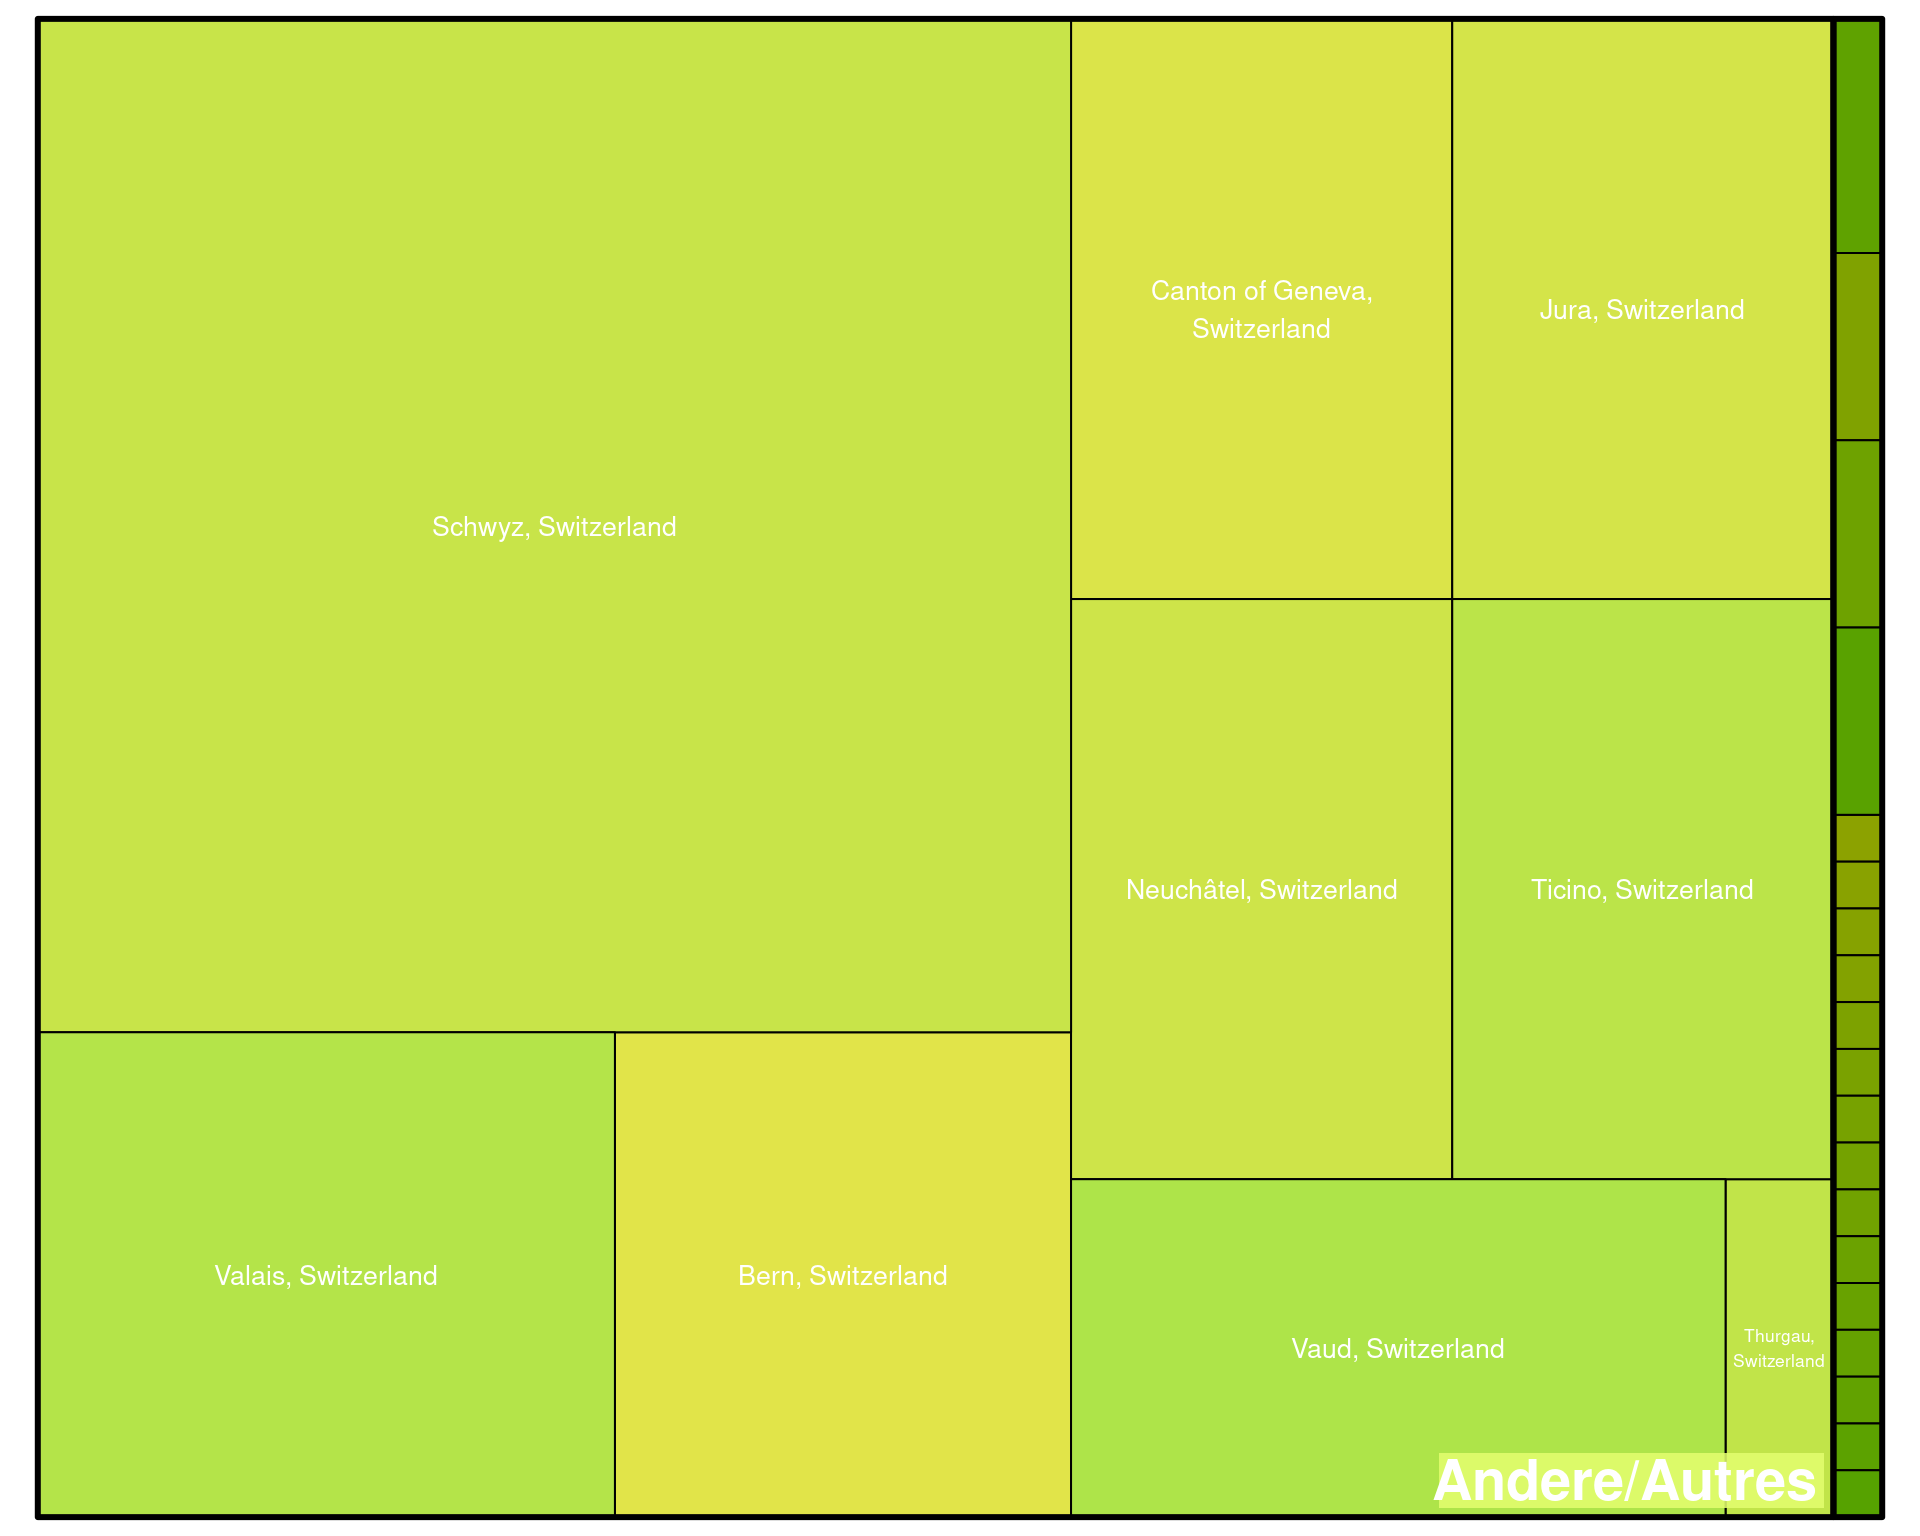 Schwyz, Switzerland
Canton of Geneva,
Switzerland
Jura, Switzerland
Neuchâtel, Switzerland
Ticino, Switzerland
Valais, Switzerland
Bern, Switzerland
Vaud, Switzerland
Thurgau,
Switzerland
Andere/Autres